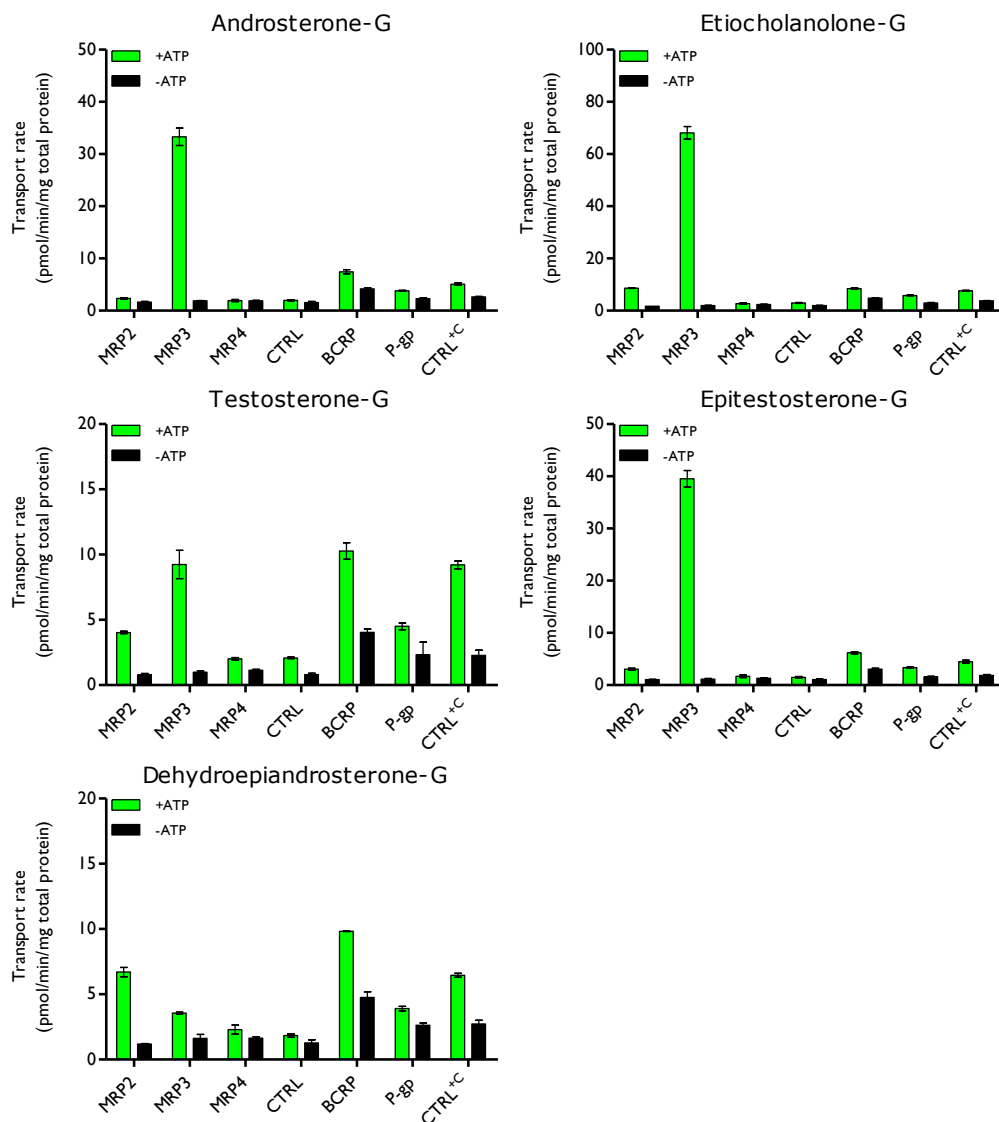 Androsterone-G
Transport rate
(pmol/min/mg total protein)
50
40
30
20
10
0
+ATP
-ATP
MRP2
MRP3
MRP4
CTRL
BCRP
P-gp
CTRL+C
Etiocholanolone-G
Transport rate
(pmol/min/mg total protein)
100
80
60
40
20
0
+ATP
-ATP
MRP2
MRP3
MRP4
CTRL
BCRP
P-gp
CTRL+C
Testosterone-G
Transport rate
(pmol/min/mg total protein)
20
15
10
5
0
+ATP
-ATP
MRP2
MRP3
MRP4
CTRL
BCRP
P-gp
CTRL+C
Epitestosterone-G
Transport rate
(pmol/min/mg total protein)
50
40
30
20
10
0
+ATP
-ATP
MRP2
MRP3
MRP4
CTRL
BCRP
P-gp
CTRL+C
Dehydroepiandrosterone-G
Transport rate
(pmol/min/mg total protein)
20
15
10
5
0
+ATP
-ATP
MRP2
MRP3
MRP4
CTRL
BCRP
P-gp
CTRL+C